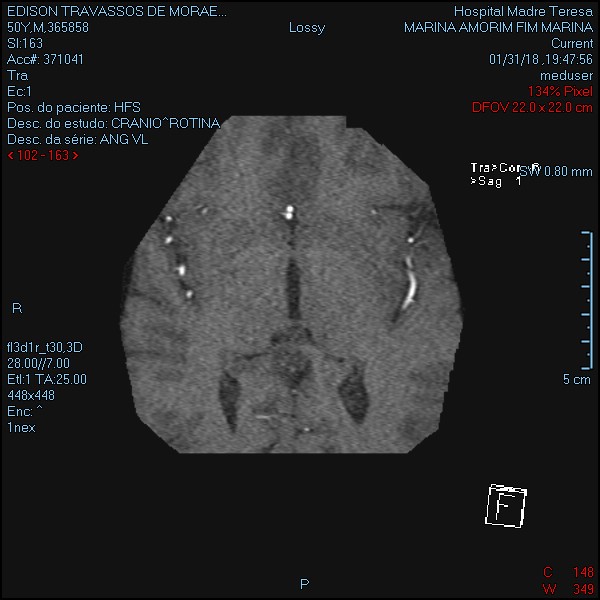 EDISON TRAVASSOS DE MORAE...
50Y,M,365858
SI:163
Acc#: 371041
Tra
Ec:1
Pos. do paciente: HFS
Desc. do estudo: CRANIO^ROTINA
Desc. da série: ANG VL
< 102 - 163 >
Lossy
Hospital Madre Teresa
MARINA AMORIM FIM MARINA
Current
01/31/18 ,19:47:56
meduser
134% Pixel
DFOV 22.0 x 22.0 cm
SW 0.80 mm
Tra>Cor
>Sag 1
R
fl3d1r_t30,3D
28.00//7.00
Etl:1 TA:25.00
448x448
Enc: ^
1nex
5 cm
F
P
C 148
W 349